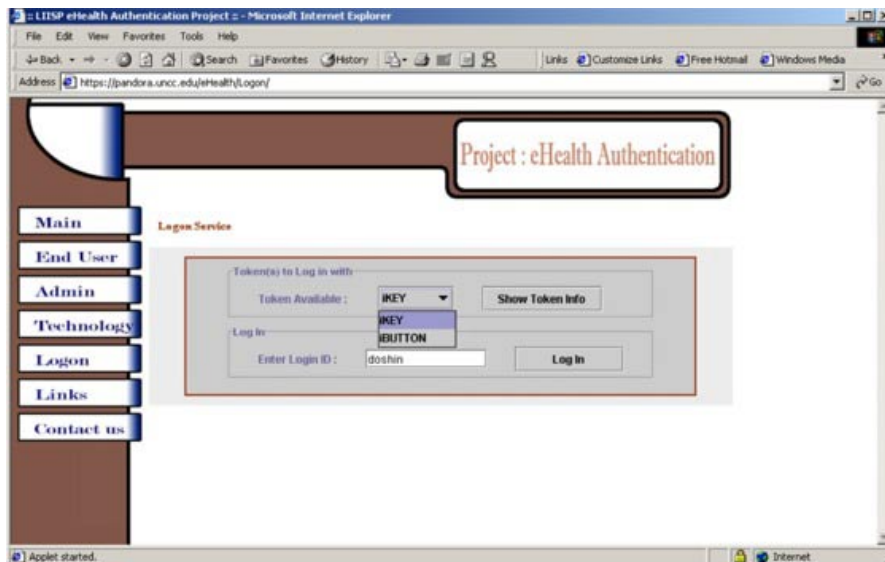 :: LIISP eHealth Authentication Project :: - Microsoft Internet Explorer
File Edit View Favorites Tools Help
Back Search Favorites History Links Customize Links Free Hotmail Windows Media
Address https://pandora.uncc.edu/eHealth/Logon/ Go
Project : eHealth Authentication
Main
Logon Service
End User
Admin
Technology
Logon
Links
Contact us
Token(s) to Log in with
Token Available : iKEY Show Token Info
iKEY
iBUTTON
Log In
Enter Login ID : doshin Log In
Applet started. Internet